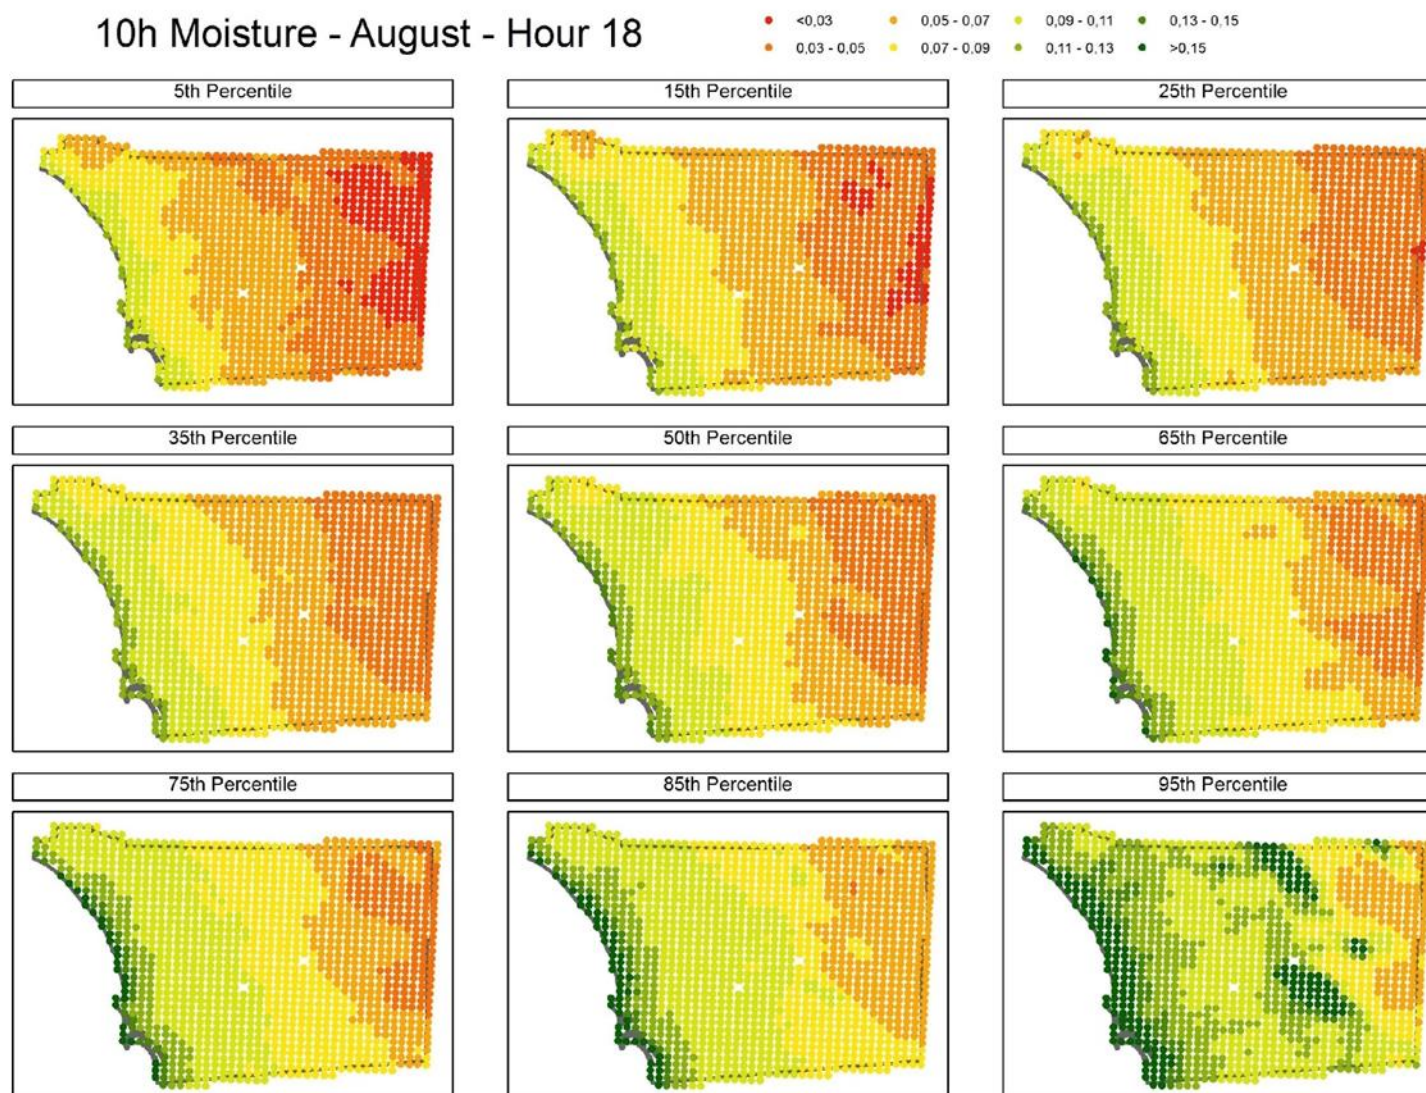 10h Moisture - August - Hour 18
<0,03
0,05 - 0,07
0,09 - 0,11
0,13 - 0,15
0,03 - 0,05
0,07 - 0,09
0,11 - 0,13
>0,15
5th Percentile
15th Percentile
25th Percentile
35th Percentile
50th Percentile
65th Percentile
75th Percentile
85th Percentile
95th Percentile